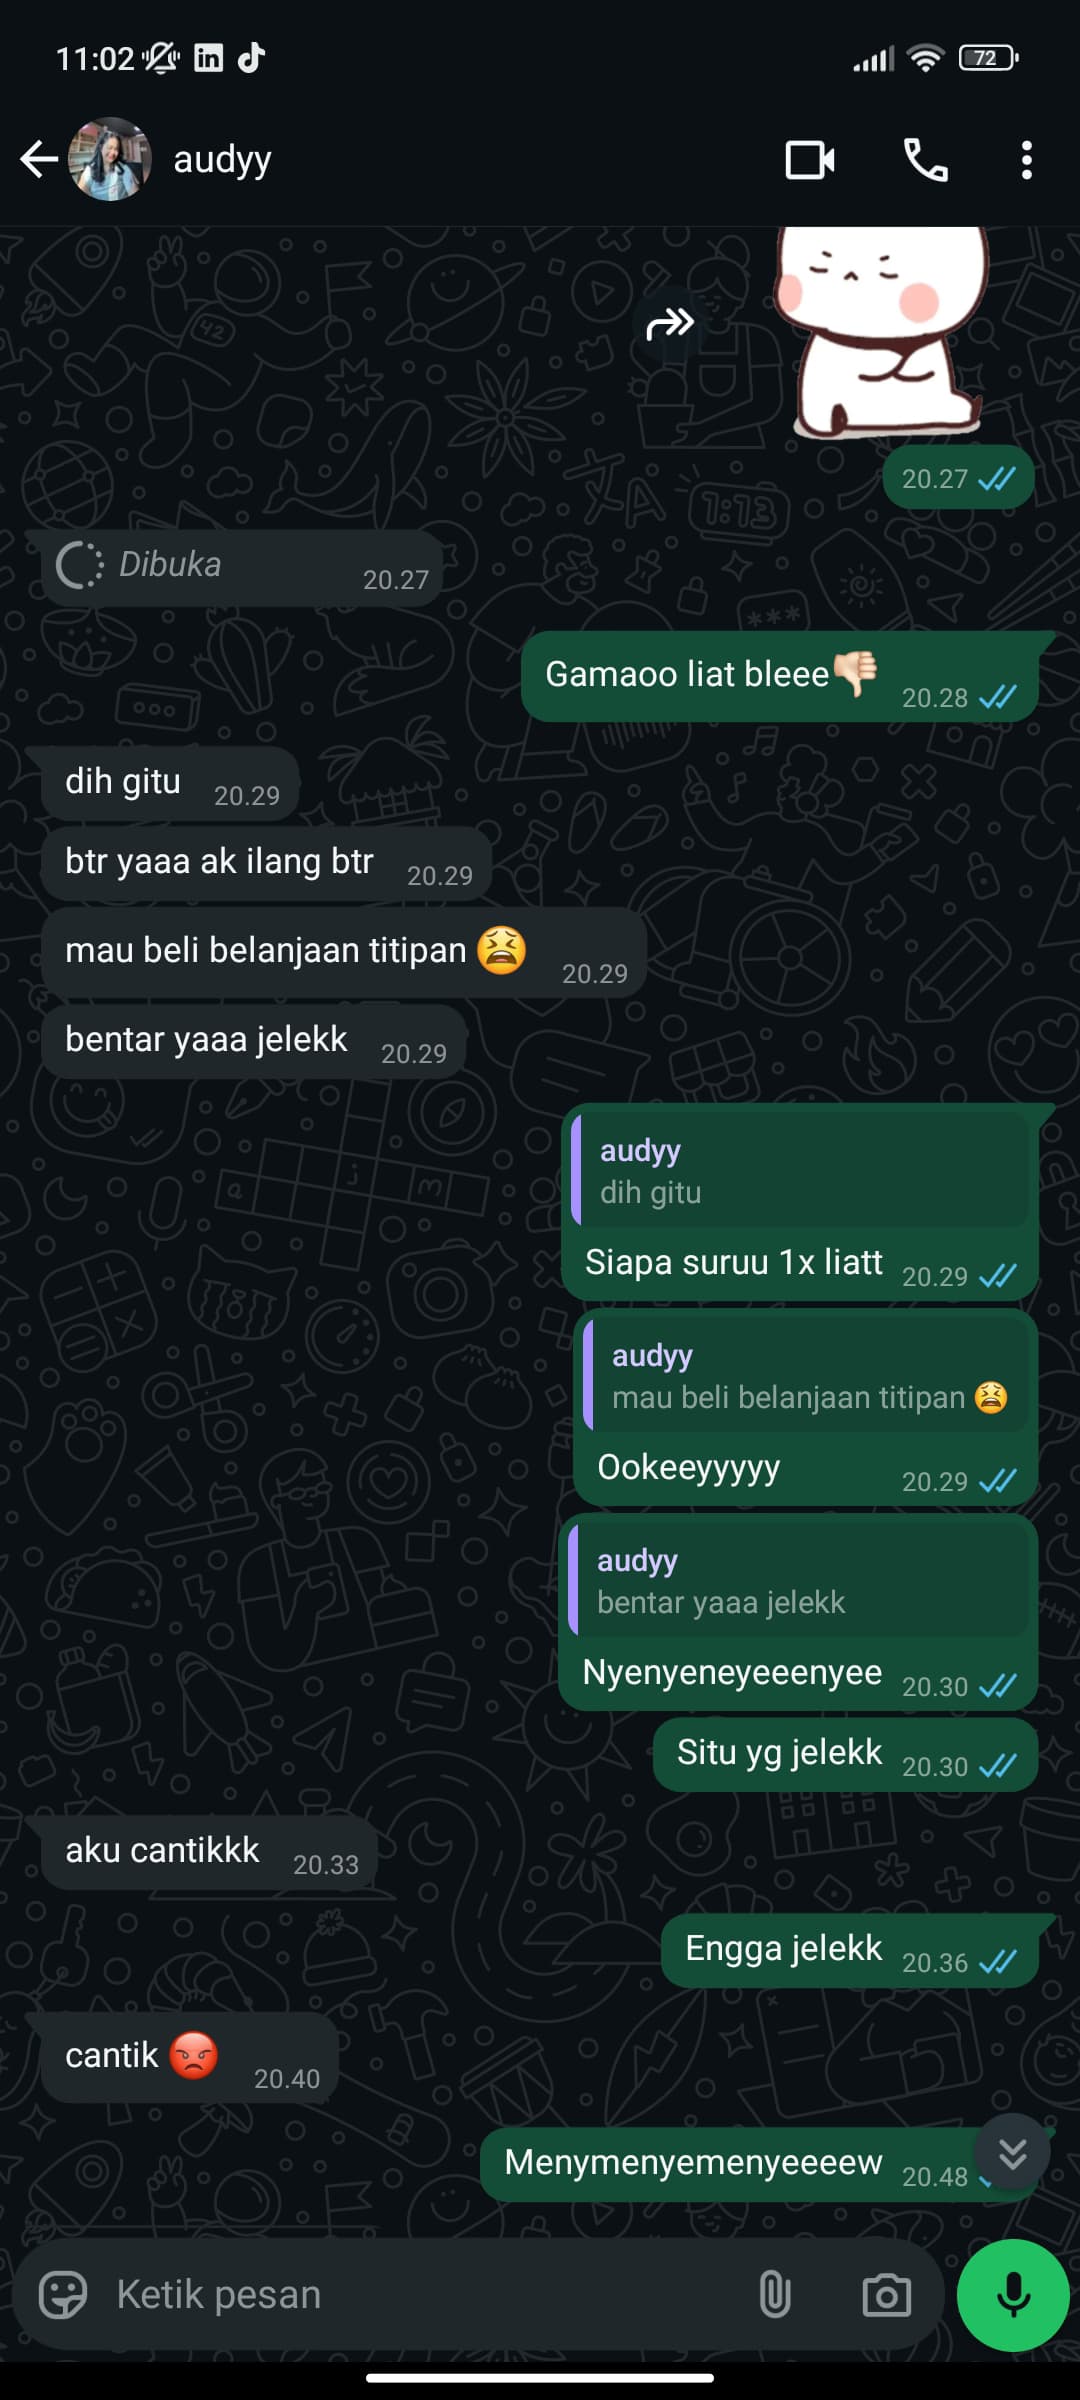 11:02
72
audyy
20.27
Dibuka 20.27
Gamaoo liat bleee👎🏻 20.28
dih gitu 20.29
btr yaaa ak ilang btr 20.29
mau beli belanjaan titipan 😫 20.29
bentar yaaa jelekk 20.29
audyy
dih gitu
Siapa suruu 1x liatt 20.29
audyy
mau beli belanjaan titipan 😫
Ookeeyyyyy 20.29
audyy
bentar yaaa jelekk
Nyenyeneyeeenyee 20.30
Situ yg jelekk 20.30
aku cantikkk 20.33
Engga jelekk 20.36
cantik 😡 20.40
Menymenyemenyeeeew 20.48
Ketik pesan